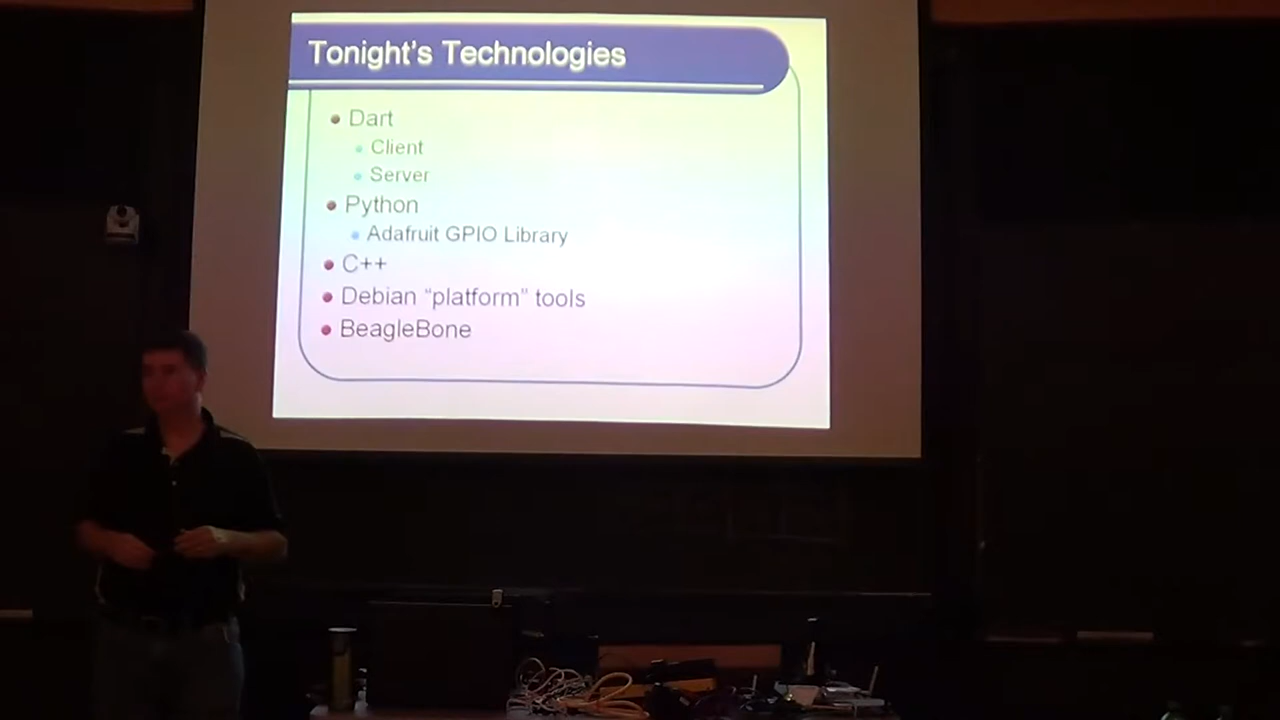 Tonight's Technologies
Dart
Client
Server
Python
Adafruit GPIO Library
C++
Debian “platform” tools
BeagleBone